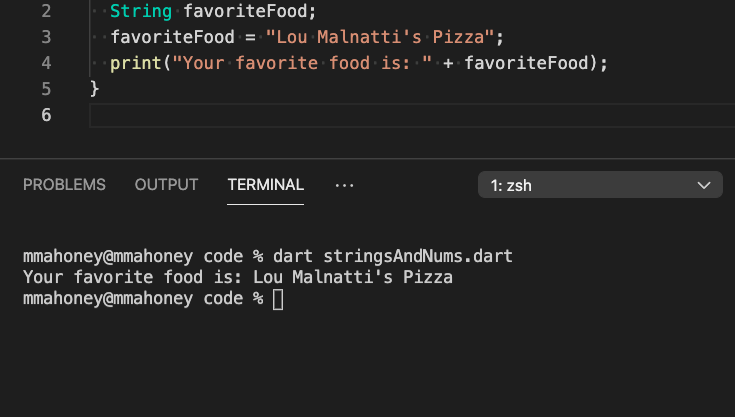 2 String favoriteFood;
3 favoriteFood = "Lou Malnatti's Pizza";
4 print("Your favorite food is: " + favoriteFood);
5 }
6
PROBLEMS OUTPUT TERMINAL ... 1: zsh
mmahoney@mmahoney code % dart stringsAndNums.dart
Your favorite food is: Lou Malnatti's Pizza
mmahoney@mmahoney code %